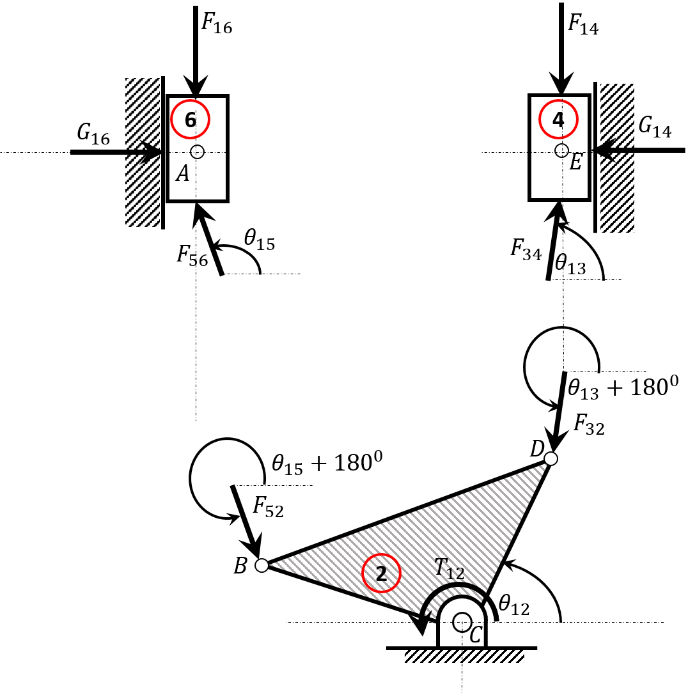 F₁₆
F₁₄
6
4
G₁₆
G₁₄
A
E
θ₁₅
F₅₆
F₃₄
θ₁₃
θ₁₃ + 180⁰
F₃₂
D
θ₁₅ + 180⁰
F₅₂
B
2
T₁₂
θ₁₂
C